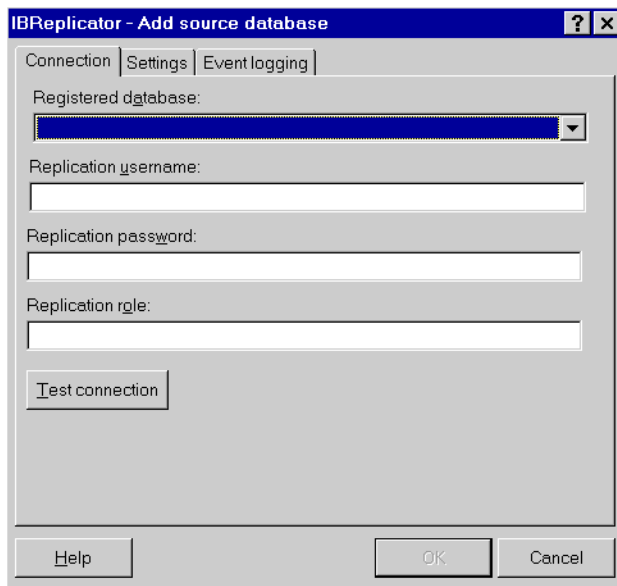 IBReplicator - Add source database
Connection Settings Event logging
Registered database:
Replication username:
Replication password:
Replication role:
Test connection
Help OK Cancel